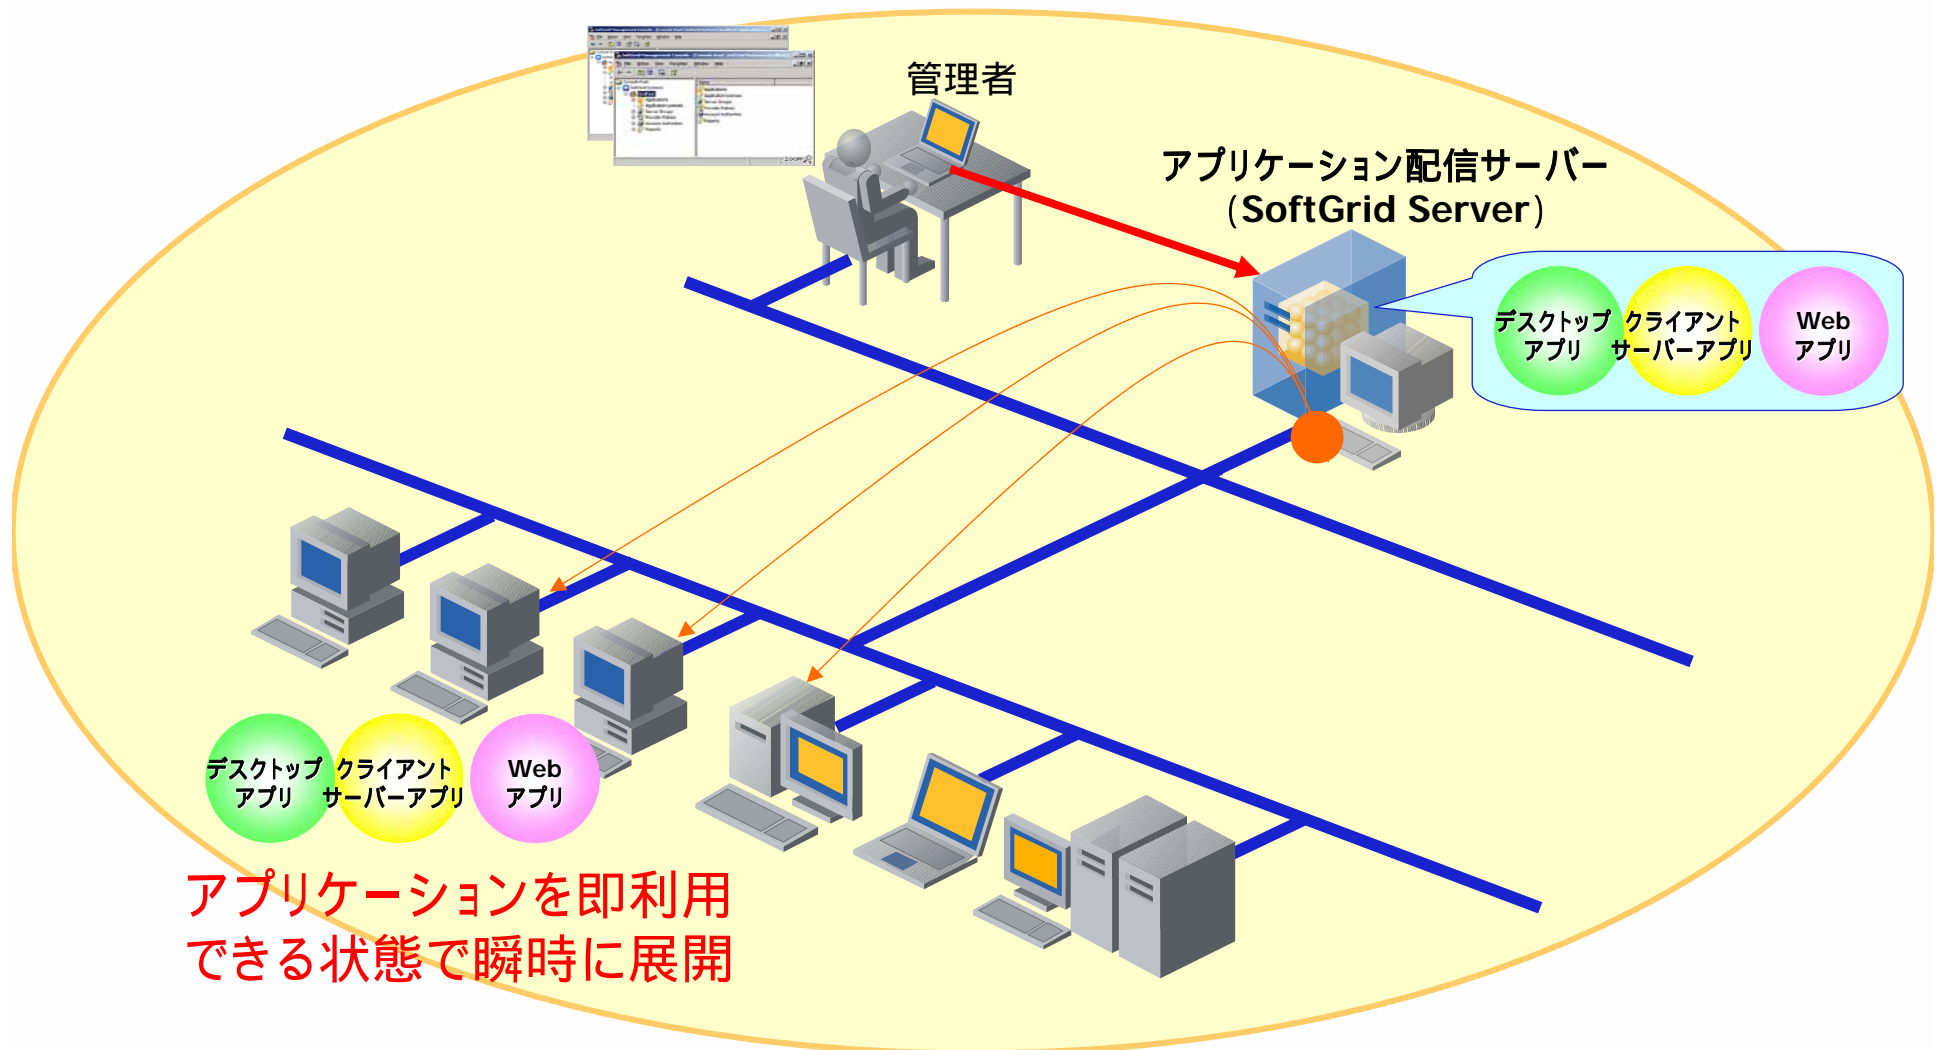 管理者
アプリケーション配信サーバー
(SoftGrid Server)
デスクトップ
アプリ
クライアント
サーバーアプリ
Web
アプリ
デスクトップ
アプリ
クライアント
サーバーアプリ
Web
アプリ
アプリケーションを即利用
できる状態で瞬時に展開